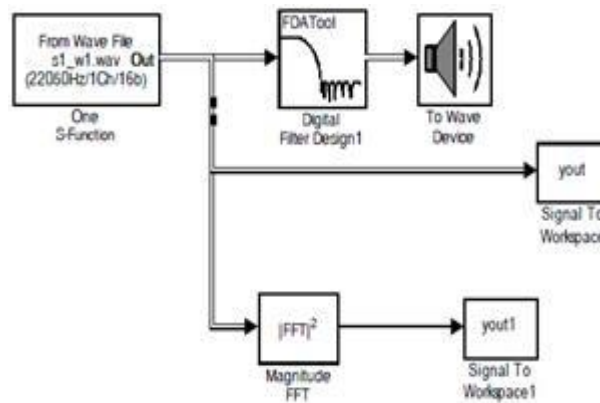 From Wave File
s1_w1.wav Out
(22050Hz/1Ch/16b)
One
S-Function
FDATool
Digital
Filter Design1
To Wave
Device
yout
Signal To
Workspace
|FFT|²
Magnitude
FFT
yout1
Signal To
Workspace1